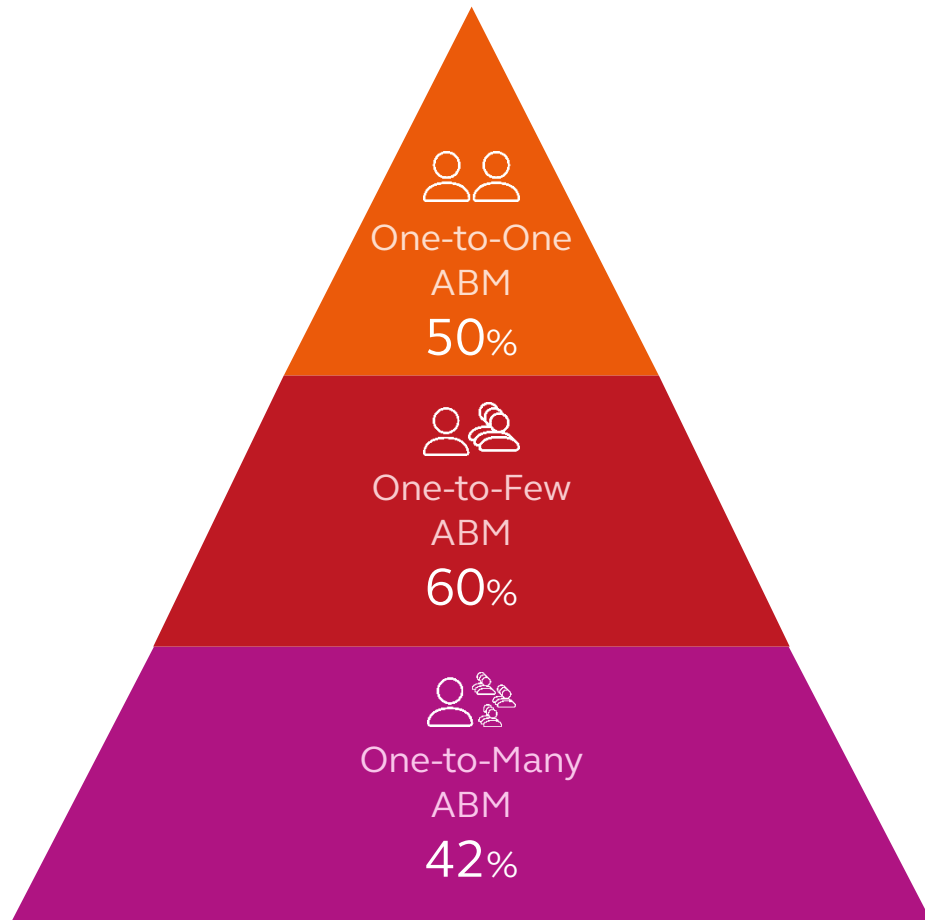 One-to-One
ABM
50%
One-to-Few
ABM
60%
One-to-Many
ABM
42%